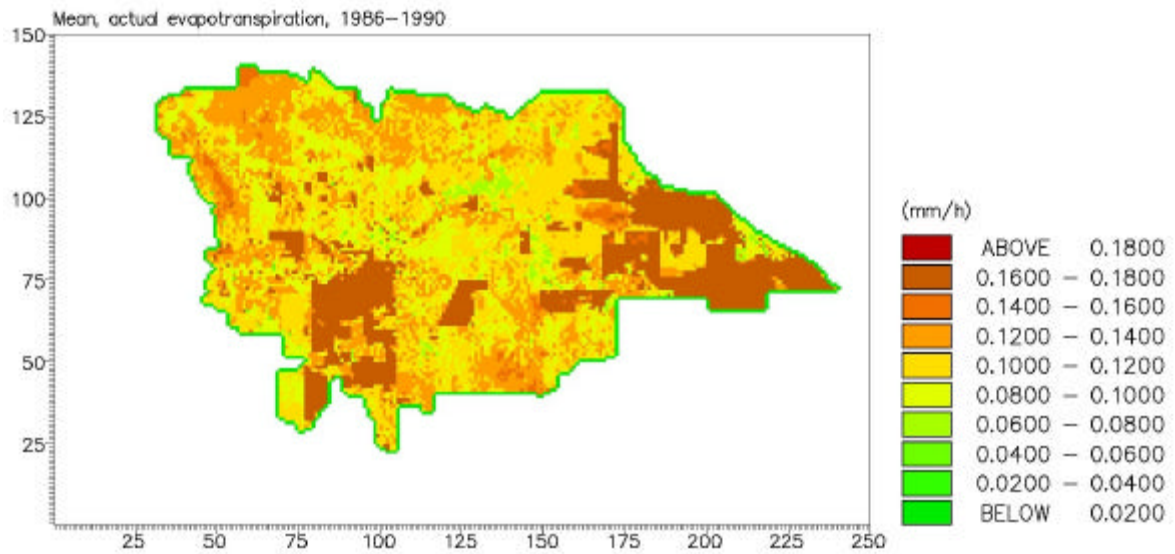 Mean, actual evapotranspiration, 1986-1990
150
125
100
75
50
25
25 50 75 100 125 150 175 200 225 250
(mm/h)
ABOVE 0.1800
0.1600 - 0.1800
0.1400 - 0.1600
0.1200 - 0.1400
0.1000 - 0.1200
0.0800 - 0.1000
0.0600 - 0.0800
0.0400 - 0.0600
0.0200 - 0.0400
BELOW 0.0200